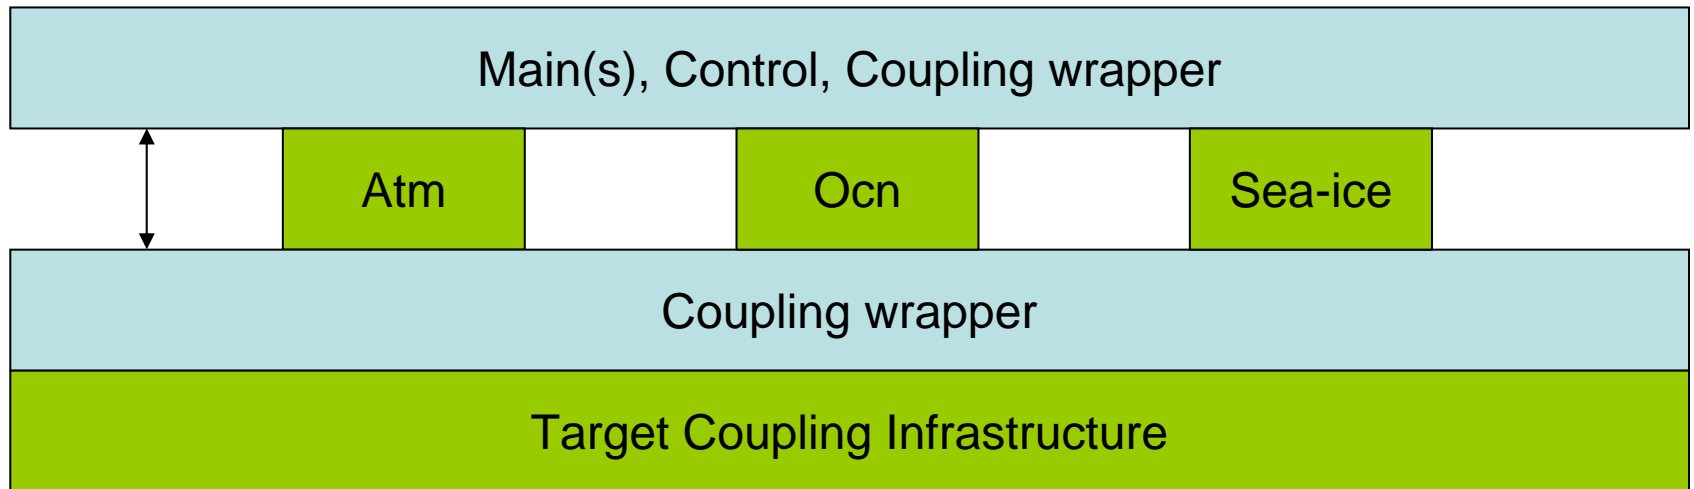 Main(s), Control, Coupling wrapper
Atm
Ocn
Sea-ice
Coupling wrapper
Target Coupling Infrastructure